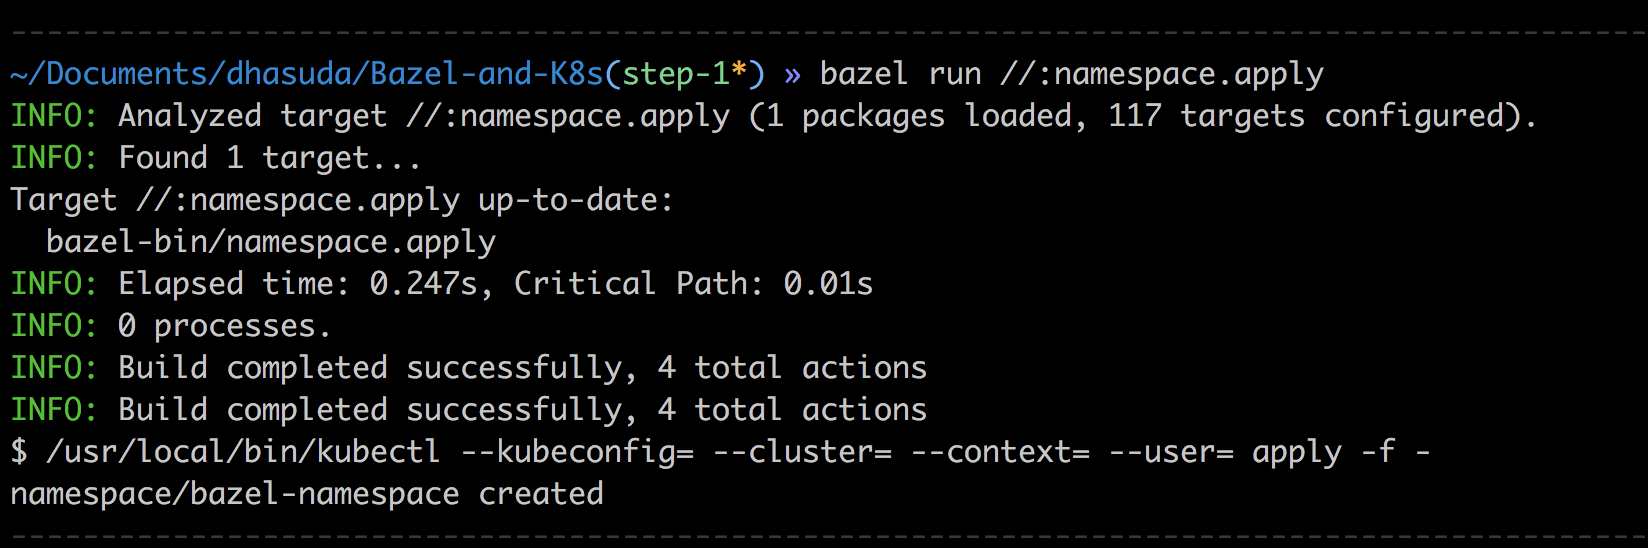 ~/Documents/dhasuda/Bazel-and-K8s(step-1*) » bazel run //:namespace.apply
INFO: Analyzed target //:namespace.apply (1 packages loaded, 117 targets configured).
INFO: Found 1 target...
Target //:namespace.apply up-to-date:
  bazel-bin/namespace.apply
INFO: Elapsed time: 0.247s, Critical Path: 0.01s
INFO: 0 processes.
INFO: Build completed successfully, 4 total actions
INFO: Build completed successfully, 4 total actions
$ /usr/local/bin/kubectl --kubeconfig= --cluster= --context= --user= apply -f -
namespace/bazel-namespace created